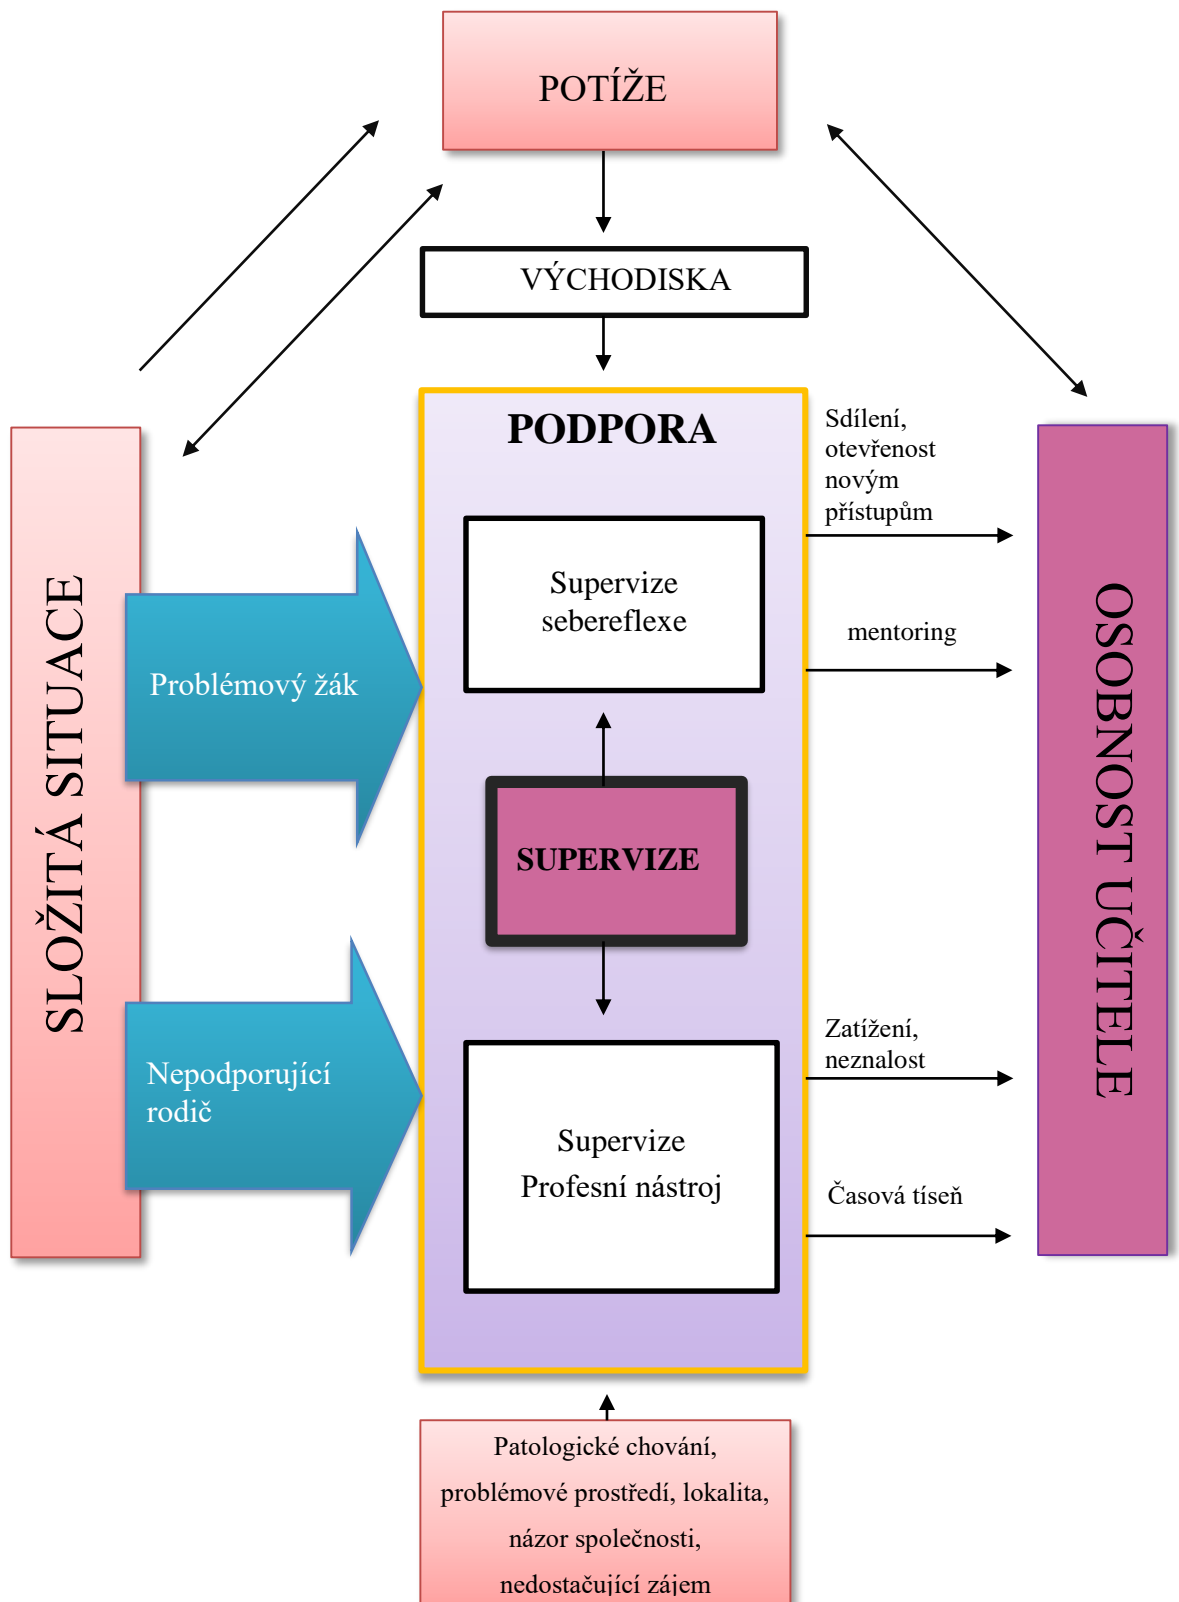 POTÍŽE
VÝCHODISKA
PODPORA
Sdílení,
otevřenost
novým
přístupům
SLOŽITÁ SITUACE
Problémový žák
Supervize
sebereflexe
mentoring
OSOBNOST UČITELE
SUPERVIZE
Nepodporující
rodič
Zatížení,
neznalost
Supervize
Profesní nástroj
Časová tíseň
Patologické chování,
problémové prostředí, lokalita,
názor společnosti,
nedostačující zájem